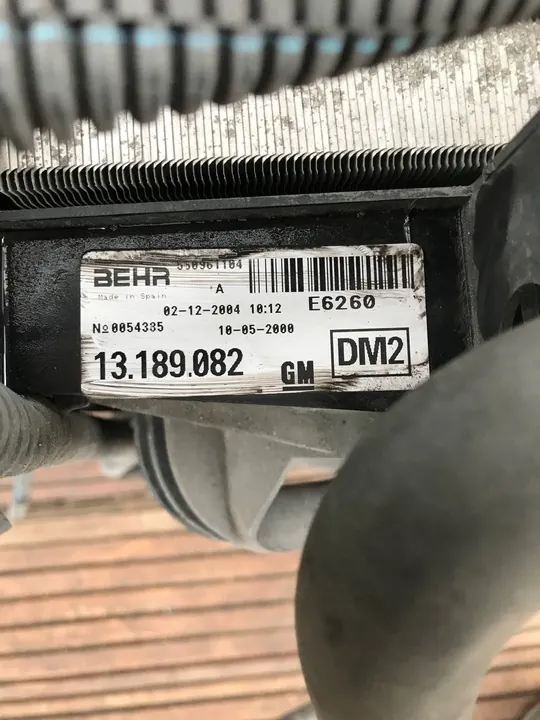 BEHR 550961104
Made in Spain A
02-12-2004 10:12 E6260
№0054335 10-05-2000
13.189.082 GM DM2